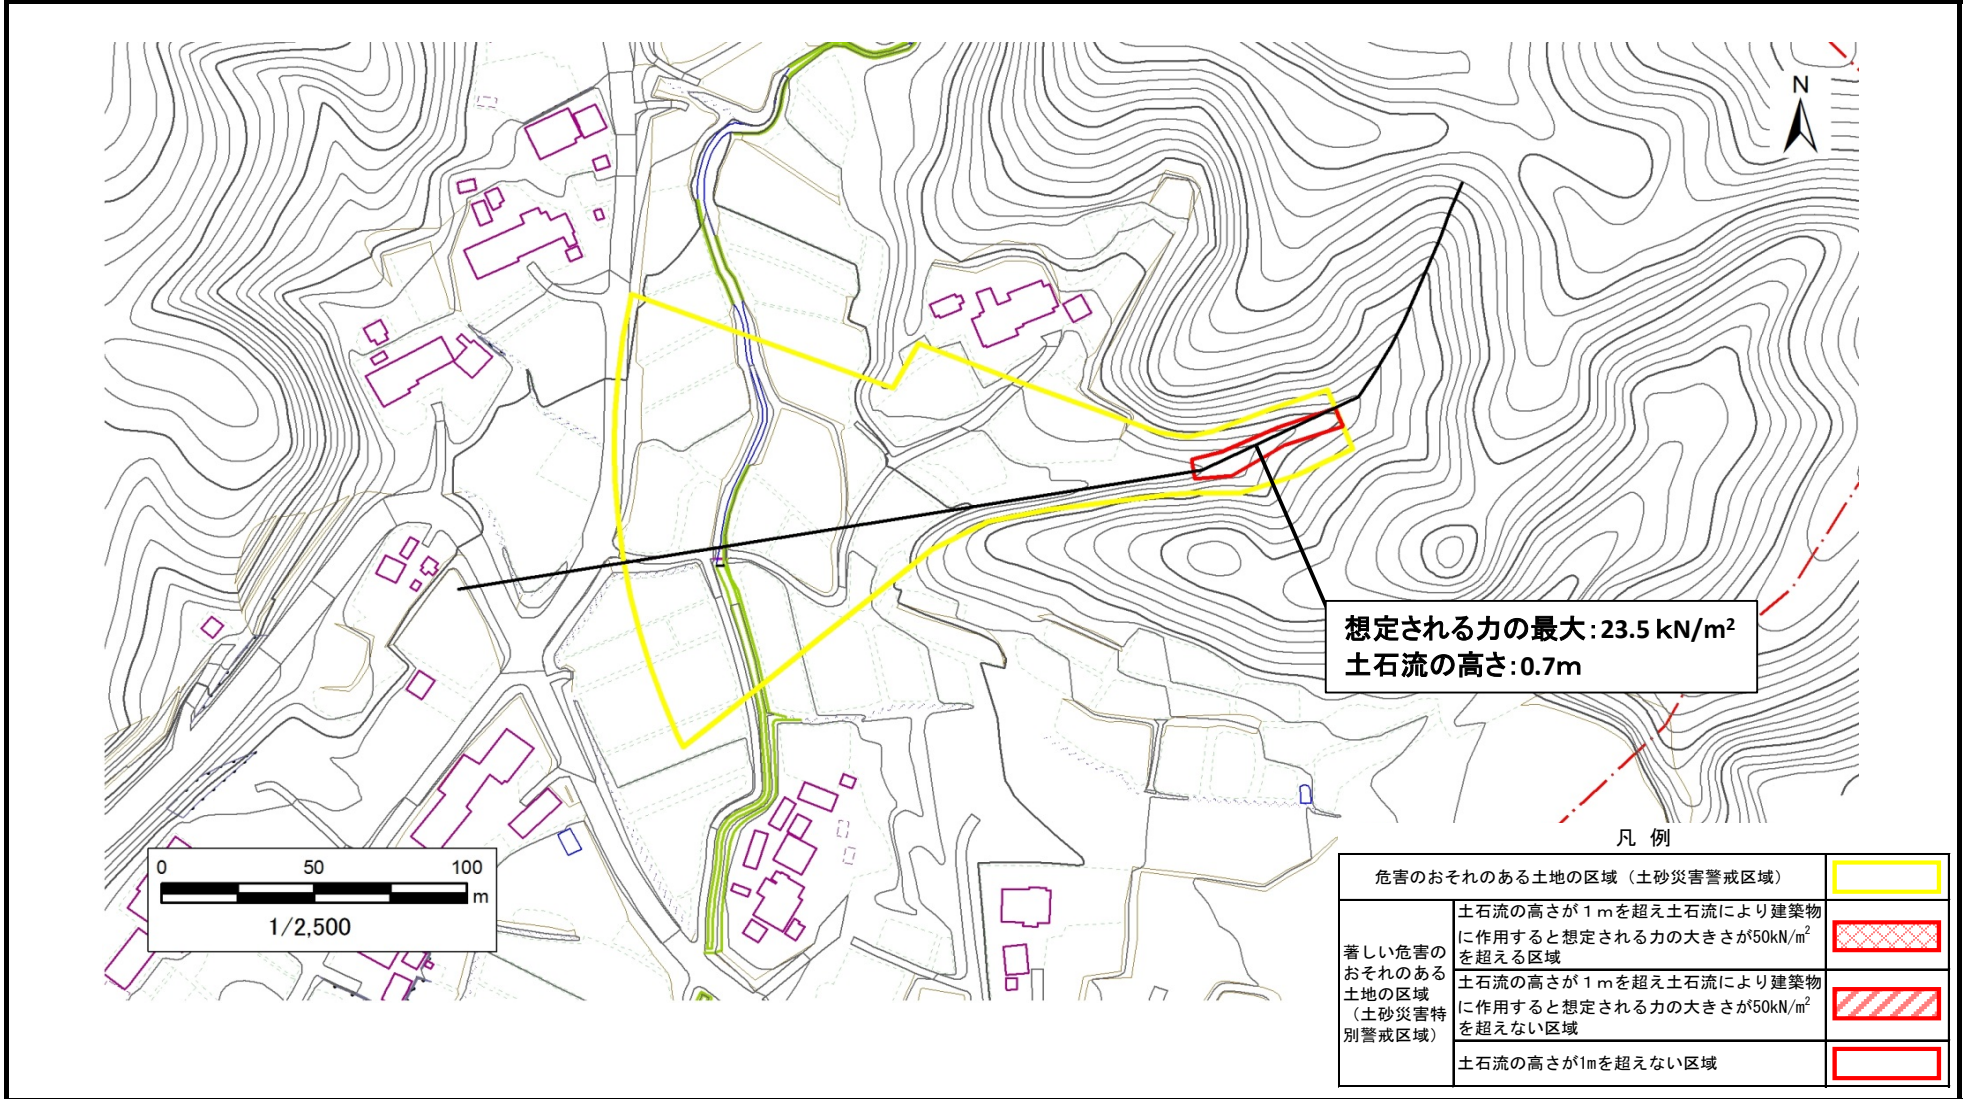 N
想定される力の最大:23.5 kN/m²
土石流の高さ:0.7m
0 50 100
m
1/2,500
凡 例
危害のおそれのある土地の区域（土砂災害警戒区域）
著しい危害の
おそれのある
土地の区域
（土砂災害特
別警戒区域）
土石流の高さが１ｍを超え土石流により建築物
に作用すると想定される力の大きさが50kN/m²
を超える区域
土石流の高さが１ｍを超え土石流により建築物
に作用すると想定される力の大きさが50kN/m²
を超えない区域
土石流の高さが1mを超えない区域